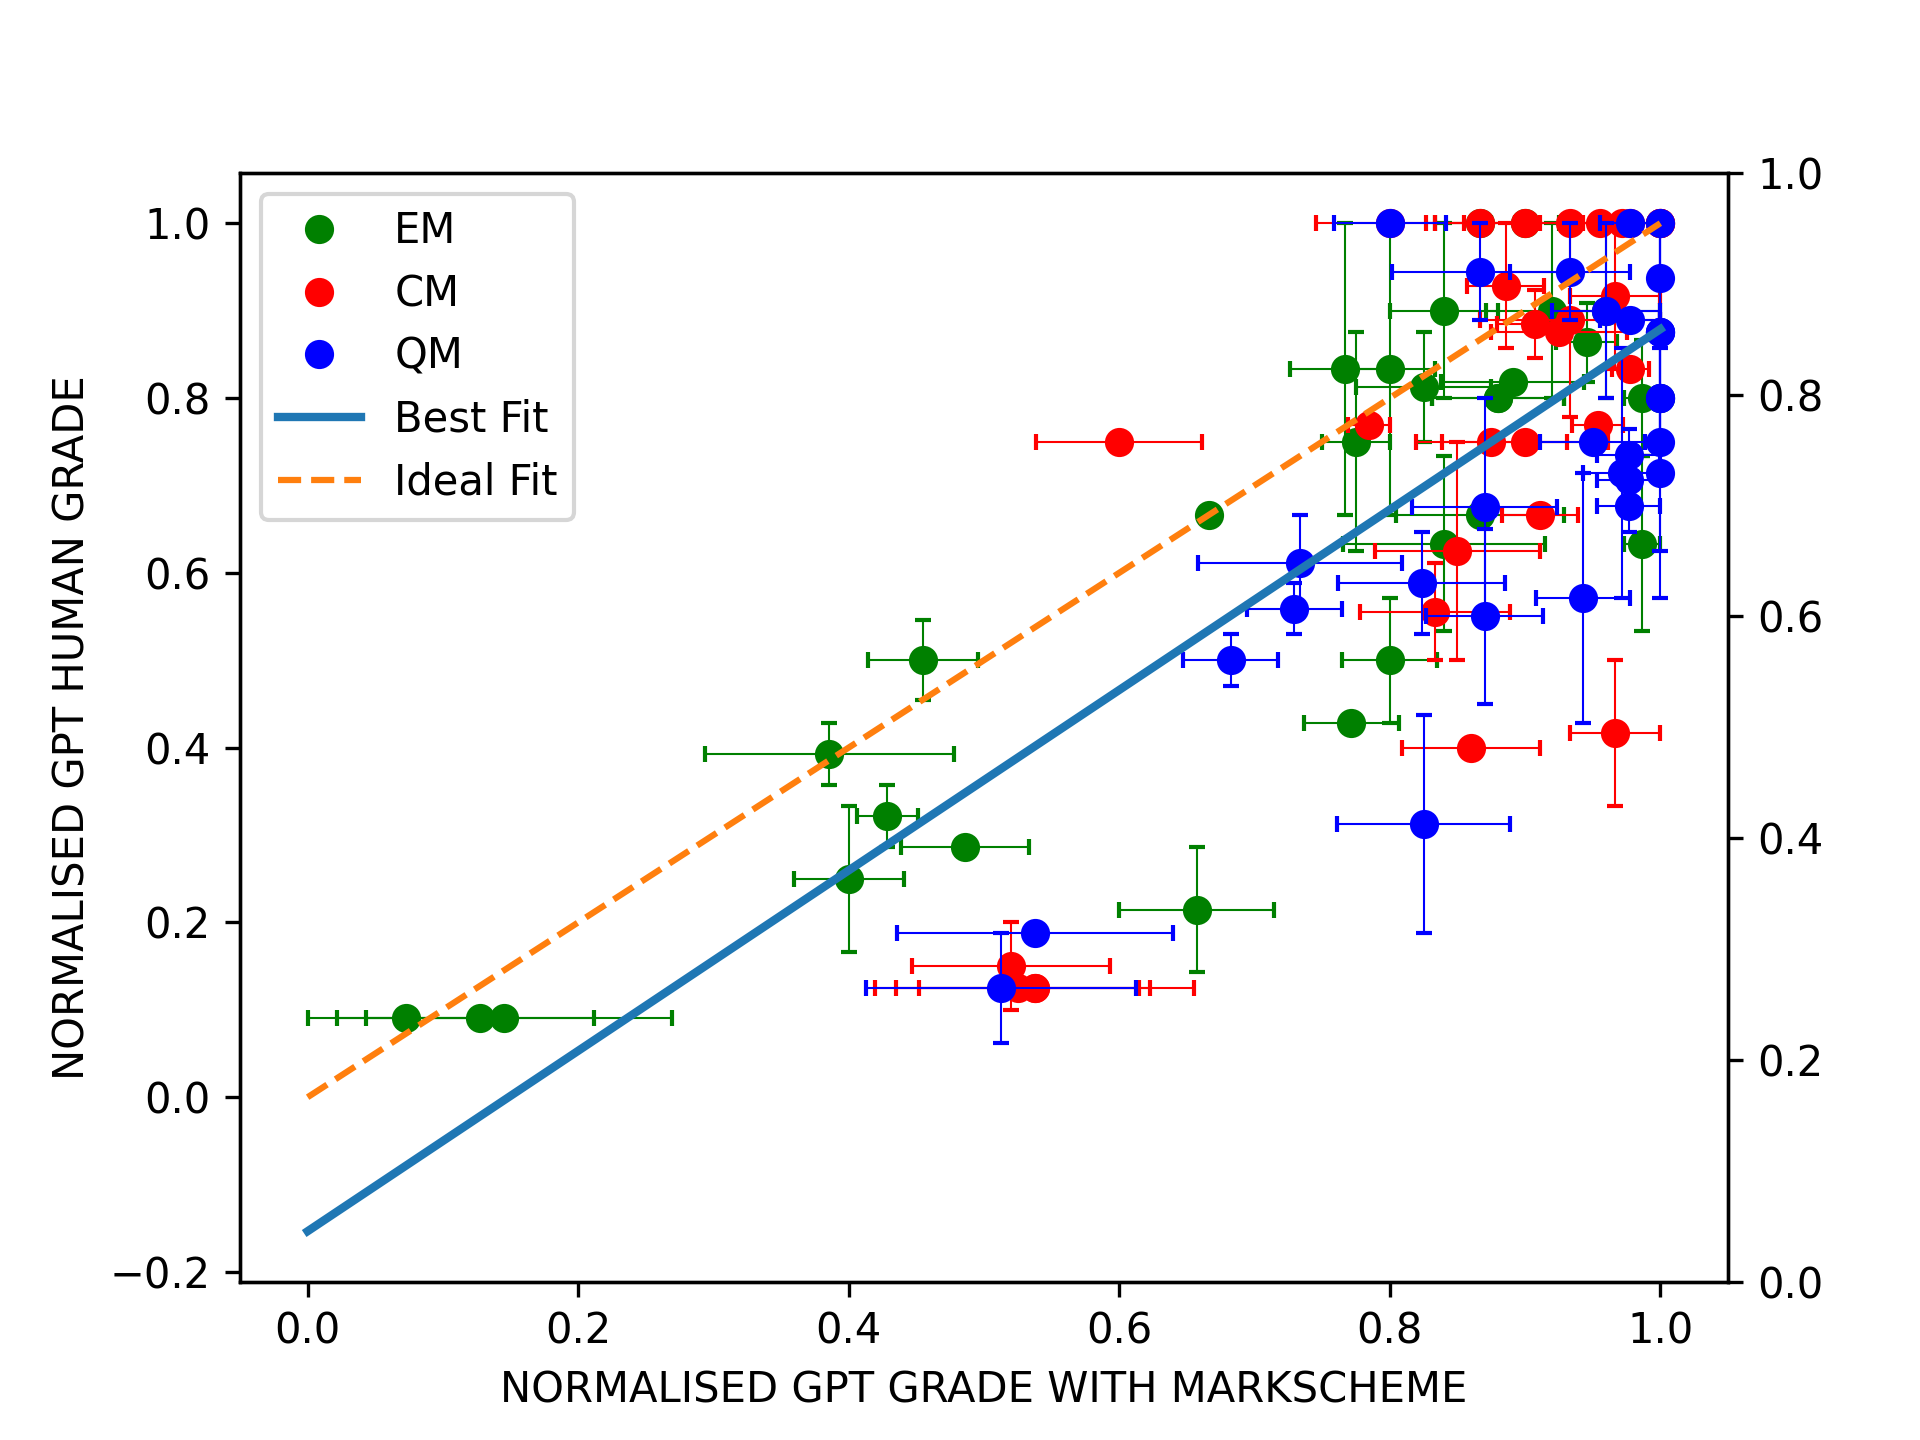 EM
CM
QM
Best Fit
Ideal Fit
NORMALISED GPT HUMAN GRADE
1.0
0.8
0.6
0.4
0.2
0.0
−0.2
1.0
0.8
0.6
0.4
0.2
0.0
0.0 0.2 0.4 0.6 0.8 1.0
NORMALISED GPT GRADE WITH MARKSCHEME